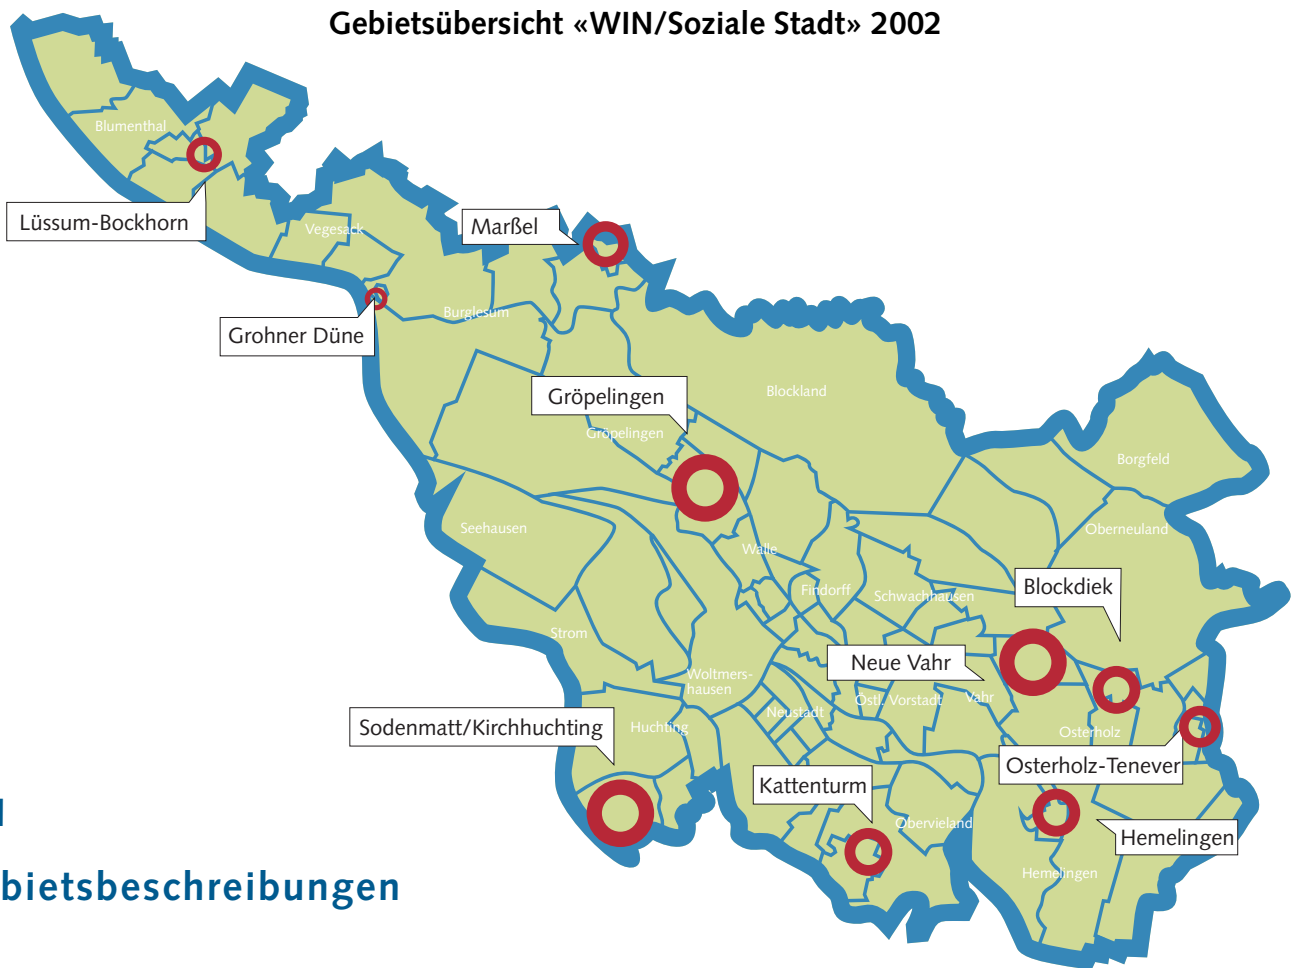 Gebietsübersicht «WIN/Soziale Stadt» 2002
Blumenthal
Lüssum-Bockhorn
Vegesack
Marßel
Grohner Düne
Burglesum
Gröpelingen
Blockland
Gröpelingen
Borgfeld
Seehausen
Oberneuland
Walle
Blockdiek
Findorff
Schwachhausen
Strom
Neue Vahr
Woltmers-
hausen
Östl. Vorstadt
Vahr
Neustadt
Sodenmatt/Kirchhuchting
Huchting
Osterholz
Osterholz-Tenever
Kattenturm
Obervieland
Hemelingen
Hemelingen
bietsbeschreibungen